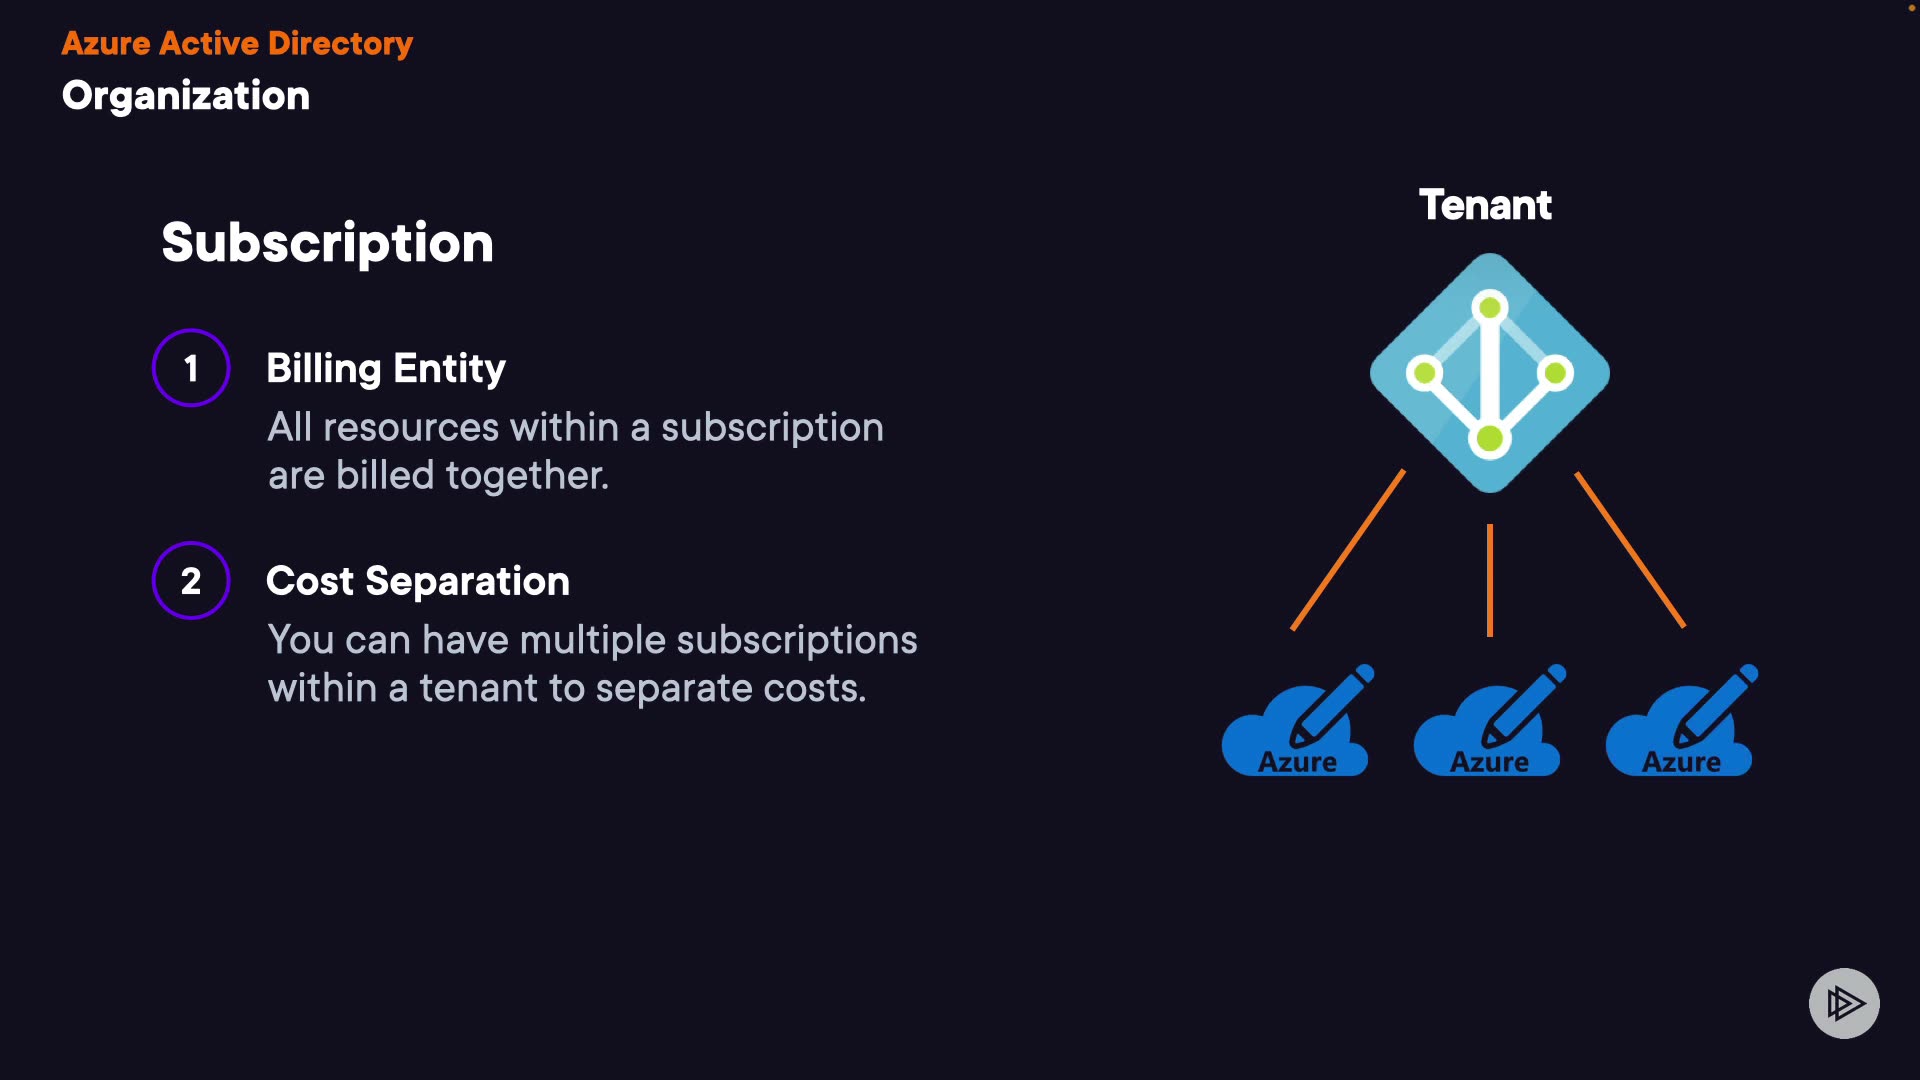 Azure Active Directory
Organization
Subscription
1
Billing Entity
All resources within a subscription
are billed together.
2
Cost Separation
You can have multiple subscriptions
within a tenant to separate costs.
Tenant
Azure
Azure
Azure